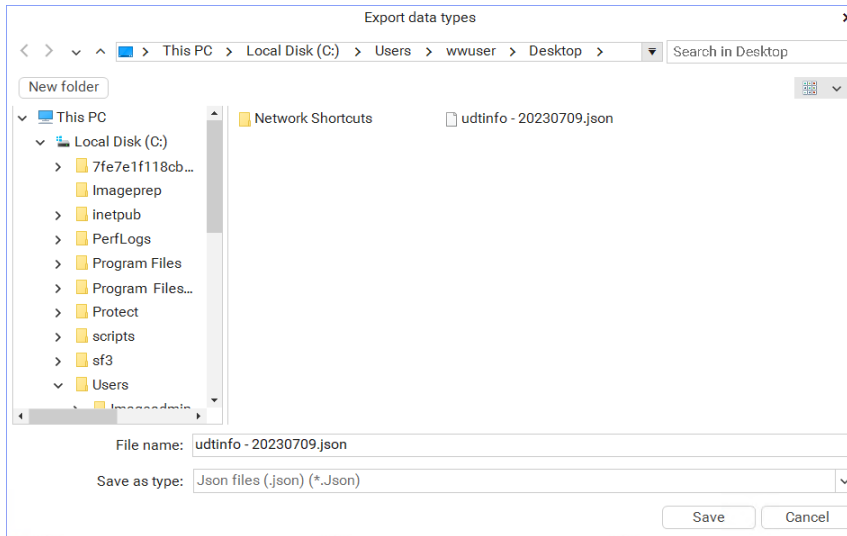 Export data types
This PC > Local Disk (C:) > Users > wwuser > Desktop >
Search in Desktop
New folder
This PC
Local Disk (C:)
7fe7e1f118cb...
Imageprep
inetpub
PerfLogs
Program Files
Program Files...
Protect
scripts
sf3
Users
Network Shortcuts
udtinfo - 20230709.json
File name: udtinfo - 20230709.json
Save as type: Json files (.json) (*.Json)
Save Cancel